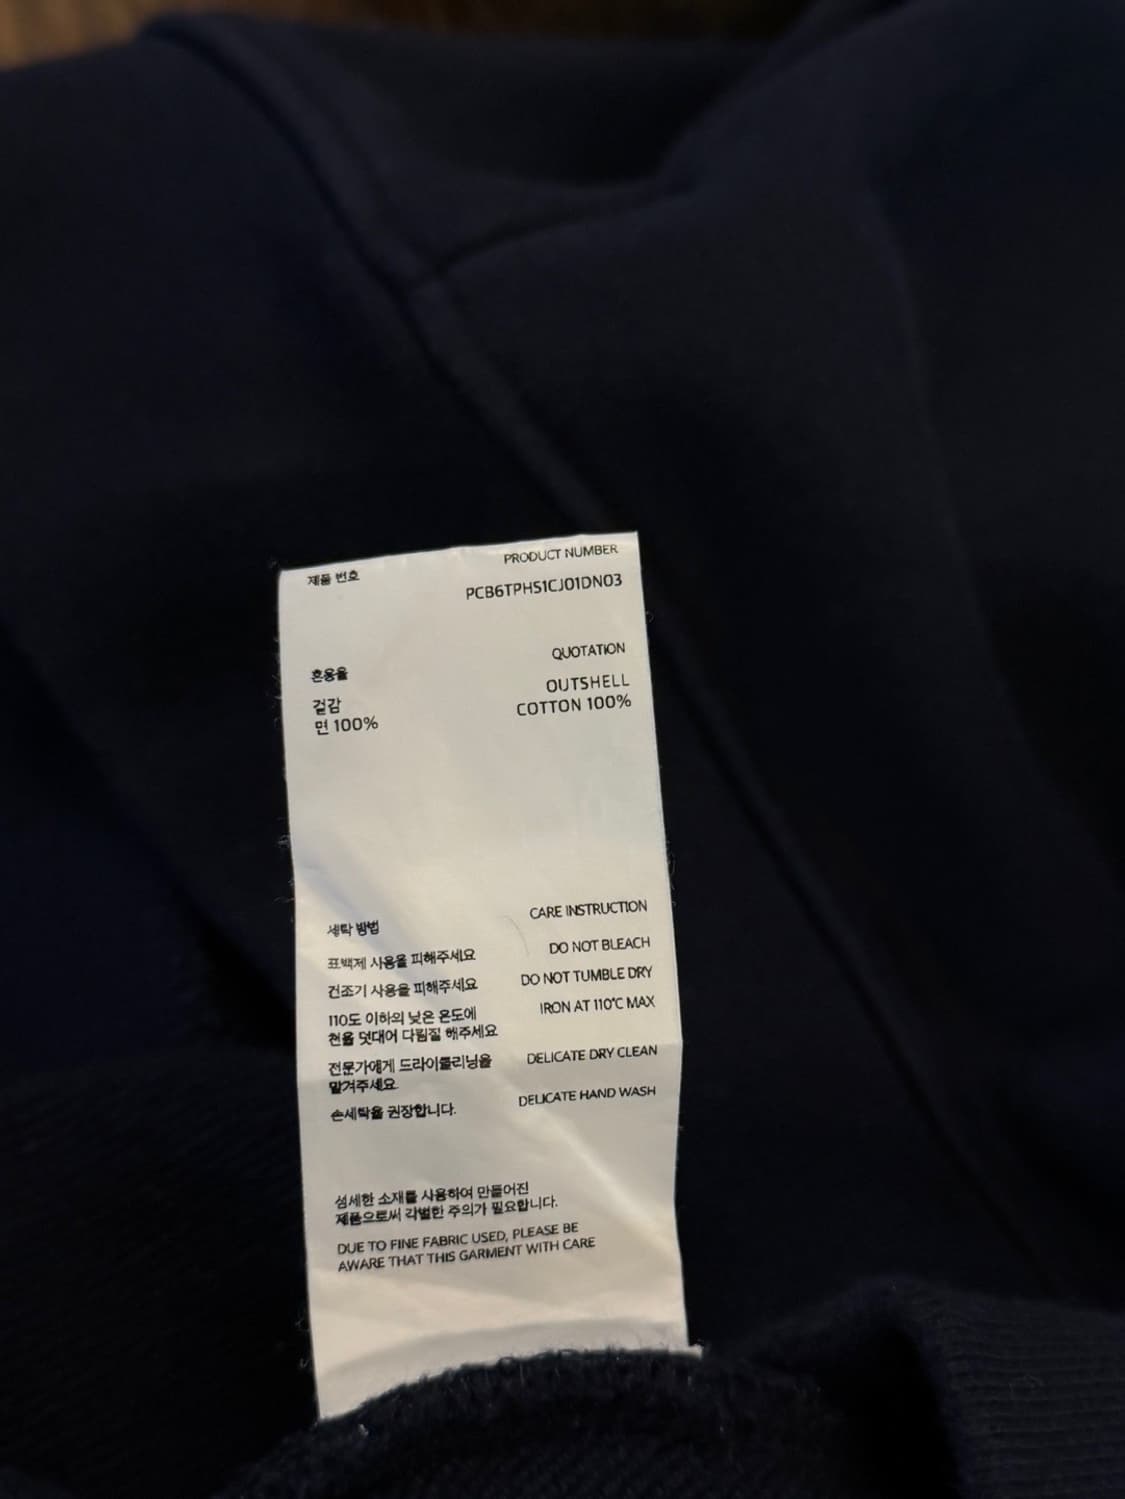 제품 번호
PRODUCT NUMBER
PCB6TPHS1CJ01DN03
혼용율
QUOTATION
겉감
OUTSHELL
면 100%
COTTON 100%
세탁 방법
CARE INSTRUCTION
표백제 사용을 피해주세요
DO NOT BLEACH
건조기 사용을 피해주세요
DO NOT TUMBLE DRY
110도 이하의 낮은 온도에
천을 덧대어 다림질 해주세요
IRON AT 110℃ MAX
전문가에게 드라이클리닝을
맡겨주세요
DELICATE DRY CLEAN
손세탁을 권장합니다.
DELICATE HAND WASH
섬세한 소재를 사용하여 만들어진
제품으로써 각별한 주의가 필요합니다.
DUE TO FINE FABRIC USED, PLEASE BE
AWARE THAT THIS GARMENT WITH CARE